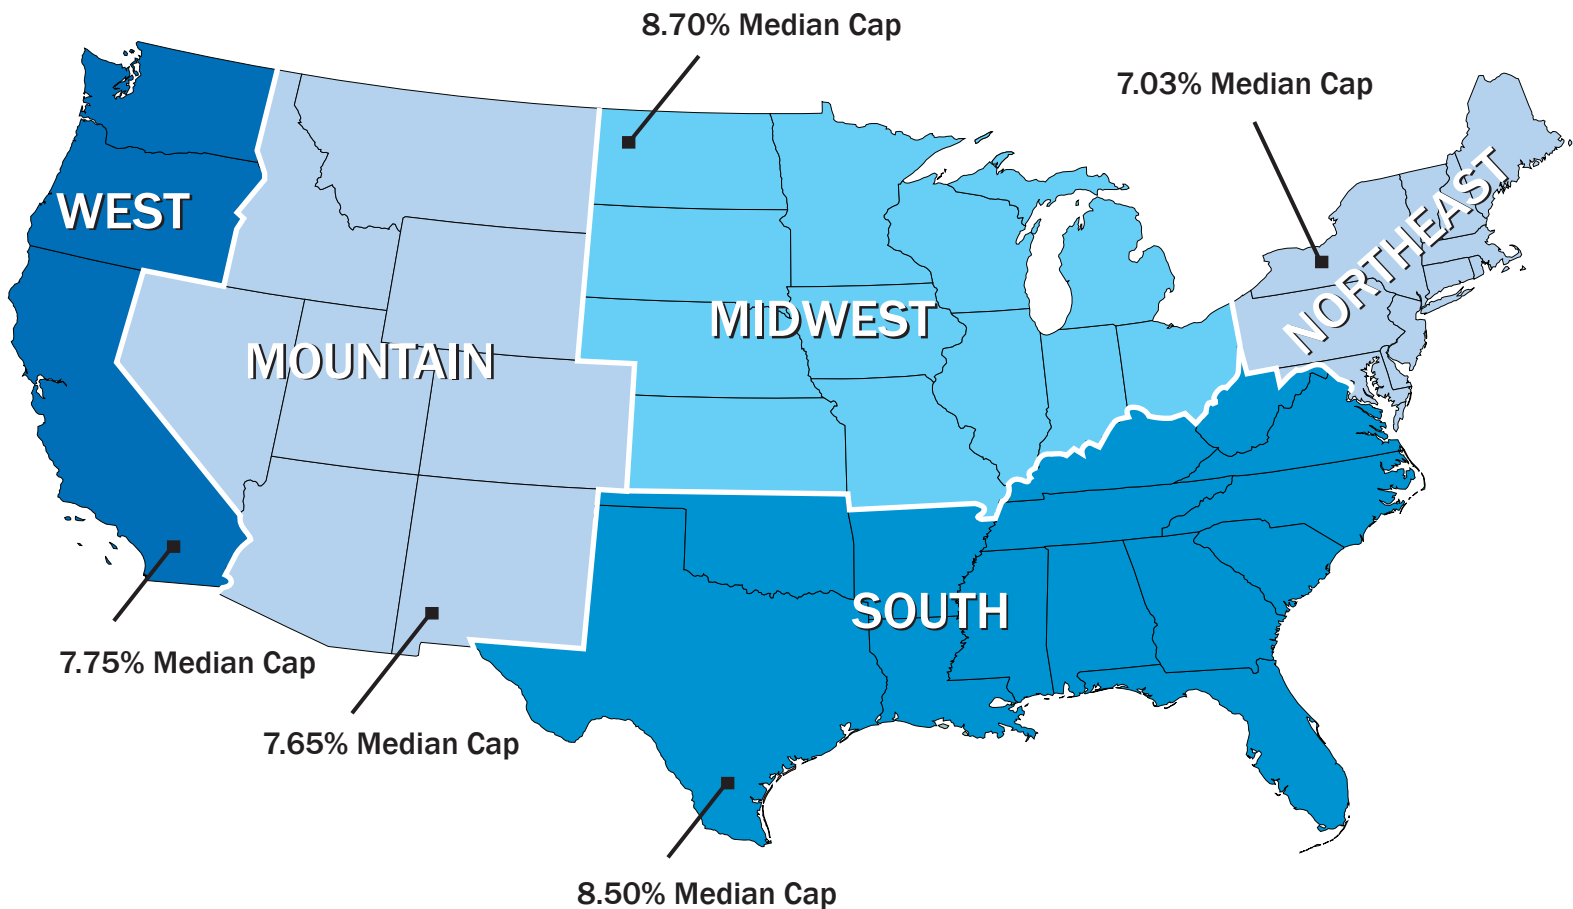 8.70% Median Cap
7.03% Median Cap
WEST
NORTHEAST
MIDWEST
MOUNTAIN
SOUTH
7.75% Median Cap
7.65% Median Cap
8.50% Median Cap